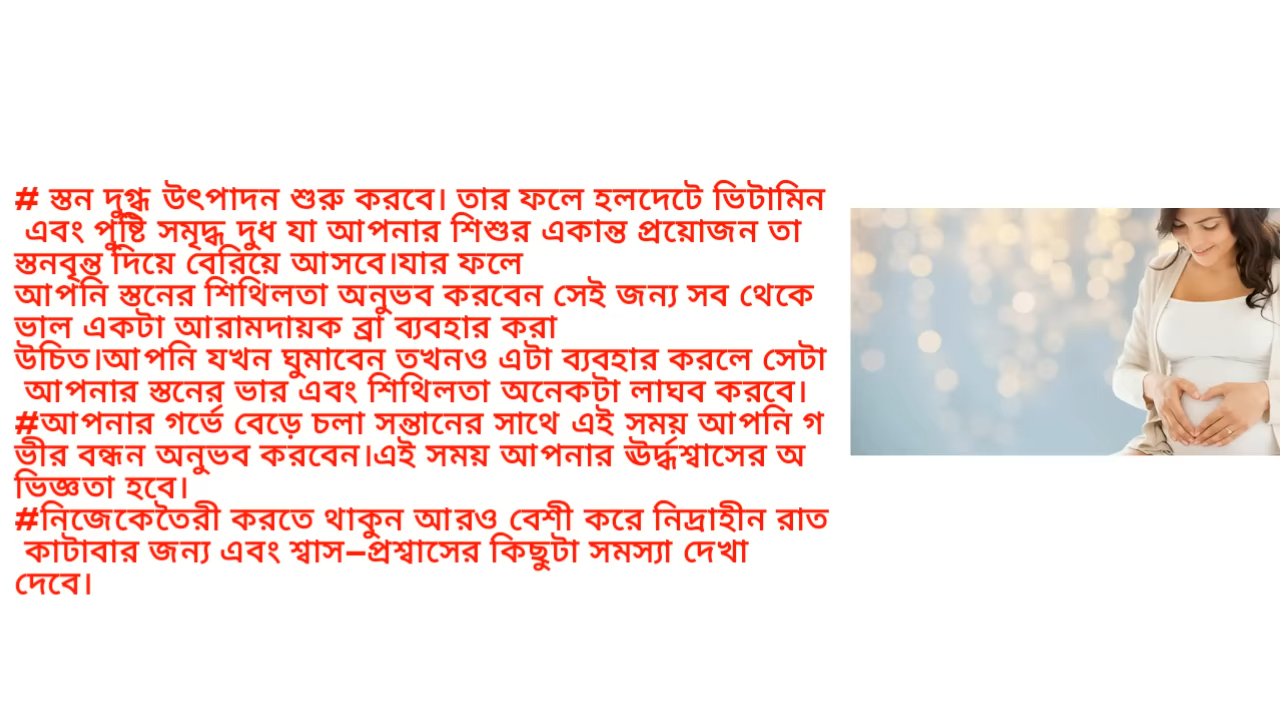 # স্তন দুগ্ধ উৎপাদন শুরু করবে। তার ফলে হলদেটে ভিটামিন
এবং পুষ্টি সমৃদ্ধ দুধ যা আপনার শিশুর একান্ত প্রয়োজন তা
স্তনবৃন্ত দিয়ে বেরিয়ে আসবে।যার ফলে
আপনি স্তনের শিথিলতা অনুভব করবেন সেই জন্য সব থেকে
ভাল একটা আরামদায়ক ব্রা ব্যবহার করা
উচিত।আপনি যখন ঘুমাবেন তখনও এটা ব্যবহার করলে সেটা
আপনার স্তনের ভার এবং শিথিলতা অনেকটা লাঘব করবে।
#আপনার গর্ভে বেড়ে চলা সন্তানের সাথে এই সময় আপনি গ
ভীর বন্ধন অনুভব করবেন।এই সময় আপনার ঊর্দ্ধশ্বাসের অ
ভিজ্ঞতা হবে।
#নিজেকেতৈরী করতে থাকুন আরও বেশী করে নিদ্রাহীন রাত
কাটাবার জন্য এবং শ্বাস–প্রশ্বাসের কিছুটা সমস্যা দেখা
দেবে।